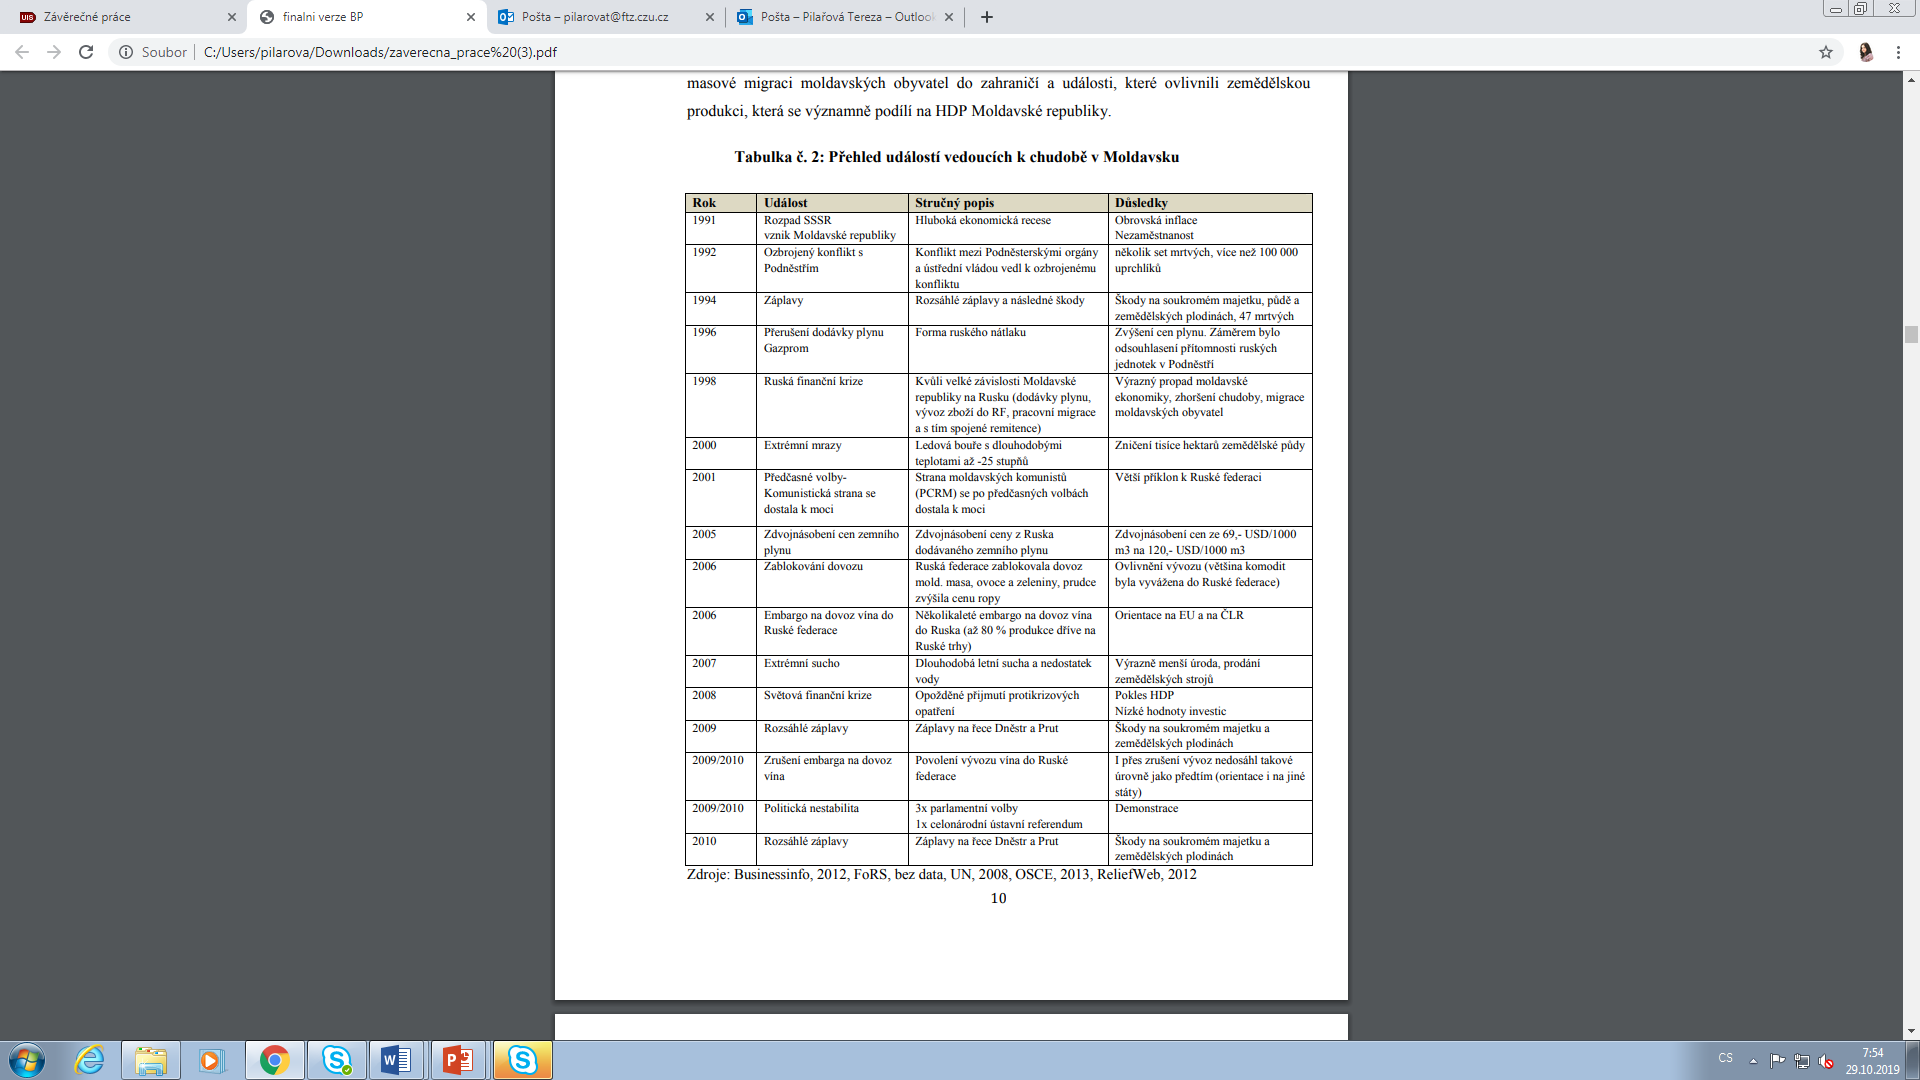 Závěrečné práce
finalni verze BP
Pošta – pilarovat@ftz.czu.cz
Pošta – Pilařová Tereza – Outlook
Soubor
C:/Users/pilarova/Downloads/zaverecna_prace%20(3).pdf
masové migraci moldavských obyvatel do zahraničí a události, které ovlivnili zemědělskou
produkci, která se významně podílí na HDP Moldavské republiky.
Tabulka č. 2: Přehled událostí vedoucích k chudobě v Moldavsku
Rok Událost Stručný popis Důsledky
1991 Rozpad SSSR Hluboká ekonomická recese Obrovská inflace
vznik Moldavské republiky Nezaměstnanost
1992 Ozbrojený konflikt s Konflikt mezi Podněsterskými orgány několik set mrtvých, více než 100 000
Podněstřím a ústřední vládou vedl k ozbrojenému uprchlíků
konfliktu
1994 Záplavy Rozsáhlé záplavy a následné škody Škody na soukromém majetku, půdě a
zemědělských plodinách, 47 mrtvých
1996 Přerušení dodávky plynu Forma ruského nátlaku Zvýšení cen plynu. Záměrem bylo
Gazprom odsouhlasení přítomnosti ruských
jednotek v Podněstří
1998 Ruská finanční krize Kvůli velké závislosti Moldavské Výrazný propad moldavské
republiky na Rusku (dodávky plynu, ekonomiky, zhoršení chudoby, migrace
vývoz zboží do RF, pracovní migrace moldavských obyvatel
a s tím spojené remitence)
2000 Extrémní mrazy Ledová bouře s dlouhodobými Zničení tisíce hektarů zemědělské půdy
teplotami až -25 stupňů
2001 Předčasné volby- Strana moldavských komunistů Větší příklon k Ruské federaci
Komunistická strana se (PCRM) se po předčasných volbách
dostala k moci dostala k moci
2005 Zdvojnásobení cen zemního Zdvojnásobení ceny z Ruska Zdvojnásobení cen ze 69,- USD/1000
plynu dodávaného zemního plynu m3 na 120,- USD/1000 m3
2006 Zablokování dovozu Ruská federace zablokovala dovoz Ovlivnění vývozu (většina komodit
mold. masa, ovoce a zeleniny, prudce byla vyvážena do Ruské federace)
zvýšila cenu ropy
2006 Embargo na dovoz vína do Několikaleté embargo na dovoz vína Orientace na EU a na ČLR
Ruské federace do Ruska (až 80 % produkce dříve na
Ruské trhy)
2007 Extrémní sucho Dlouhodobá letní sucha a nedostatek Výrazně menší úroda, prodání
vody zemědělských strojů
2008 Světová finanční krize Opožděné přijmutí protikrizových Pokles HDP
opatření Nízké hodnoty investic
2009 Rozsáhlé záplavy Záplavy na řece Dněstr a Prut Škody na soukromém majetku a
zemědělských plodinách
2009/2010 Zrušení embarga na dovoz Povolení vývozu vína do Ruské I přes zrušení vývoz nedosáhl takové
vína federace úrovně jako předtím (orientace i na jiné
státy)
2009/2010 Politická nestabilita 3x parlamentní volby Demonstrace
1x celonárodní ústavní referendum
2010 Rozsáhlé záplavy Záplavy na řece Dněstr a Prut Škody na soukromém majetku a
zemědělských plodinách
Zdroje: Businessinfo, 2012, FoRS, bez data, UN, 2008, OSCE, 2013, ReliefWeb, 2012
10
CS
7:54
29.10.2019